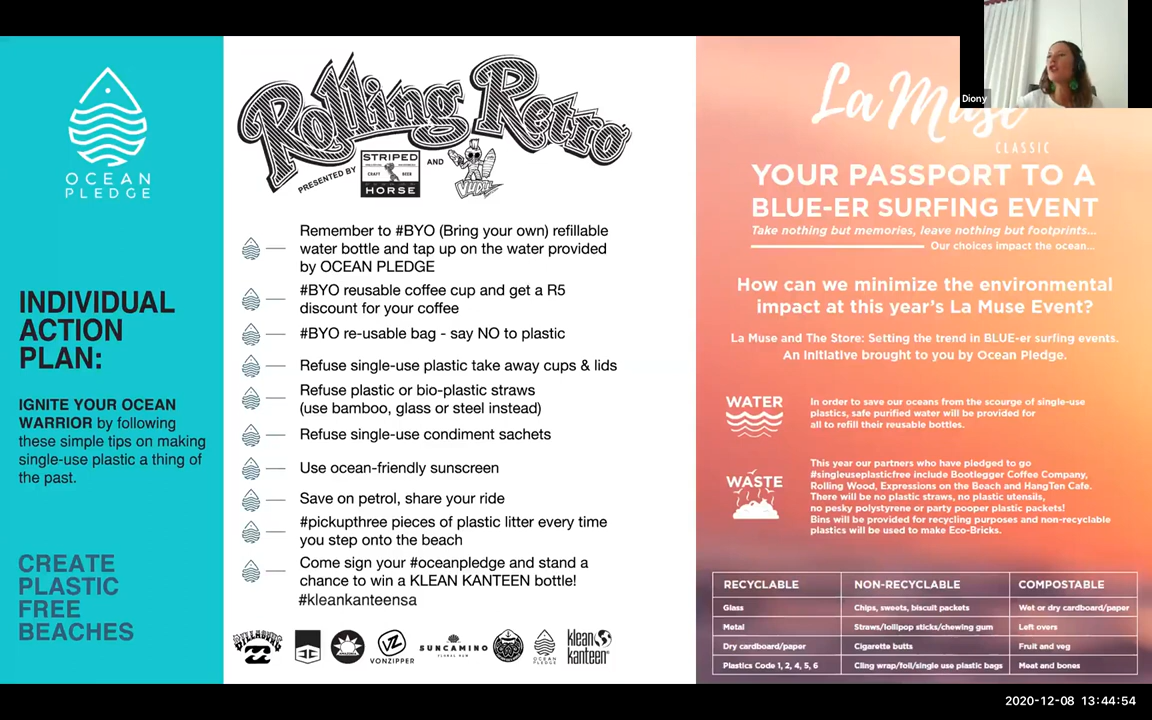 OCEAN
PLEDGE
INDIVIDUAL
ACTION
PLAN:
IGNITE YOUR OCEAN
WARRIOR by following
these simple tips on making
single-use plastic a thing of
the past.
CREATE
PLASTIC
FREE
BEACHES
Rolling Retro
PRESENTED BY
STRIPED
CRAFT BEER
HORSE
AND
VUDU
Remember to #BYO (Bring your own) refillable
water bottle and tap up on the water provided
by OCEAN PLEDGE
#BYO reusable coffee cup and get a R5
discount for your coffee
#BYO re-usable bag - say NO to plastic
Refuse single-use plastic take away cups & lids
Refuse plastic or bio-plastic straws
(use bamboo, glass or steel instead)
Refuse single-use condiment sachets
Use ocean-friendly sunscreen
Save on petrol, share your ride
#pickupthree pieces of plastic litter every time
you step onto the beach
Come sign your #oceanpledge and stand a
chance to win a KLEAN KANTEEN bottle!
#kleankanteensa
BILLABONG
VZ
VONZIPPER
SUNCAMINO
FLORAL RUM
OCEAN
PLEDGE
klean
kanteen
Diony
La Muse
CLASSIC
YOUR PASSPORT TO A
BLUE-ER SURFING EVENT
Take nothing but memories, leave nothing but footprints...
Our choices impact the ocean...
How can we minimize the environmental
impact at this year's La Muse Event?
La Muse and The Store: Setting the trend in BLUE-er surfing events.
An initiative brought to you by Ocean Pledge.
WATER
In order to save our oceans from the scourge of single-use
plastics, safe purified water will be provided for
all to refill their reusable bottles.
WASTE
This year our partners who have pledged to go
#singleuseplasticfree include Bootlegger Coffee Company,
Rolling Wood, Expressions on the Beach and HangTen Cafe.
There will be no plastic straws, no plastic utensils,
no pesky polystyrene or party pooper plastic packets!
Bins will be provided for recycling purposes and non-recyclable
plastics will be used to make Eco-Bricks.
RECYCLABLE NON-RECYCLABLE COMPOSTABLE
Glass Chips, sweets, biscuit packets Wet or dry cardboard/paper
Metal Straws/lollipop sticks/chewing gum Left overs
Dry cardboard/paper Cigarette butts Fruit and veg
Plastics Code 1, 2, 4, 5, 6 Cling wrap/foil/single use plastic bags Meat and bones
2020-12-08 13:44:54